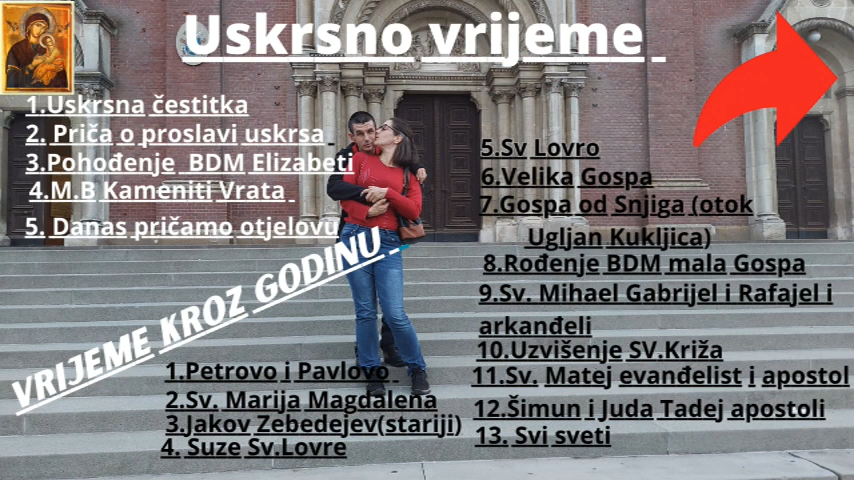 Uskrsno vrijeme
1.Uskrsna čestitka
2. Priča o proslavi uskrsa
3.Pohođenje BDM Elizabeti
4.M.B Kameniti Vrata
5. Danas pričamo otjelovu
VRIJEME KROZ GODINU
1.Petrovo i Pavlovo
2.Sv. Marija Magdalena
3.Jakov Zebedejev(stariji)
4. Suze Sv.Lovre
5.Sv Lovro
6.Velika Gospa
7.Gospa od Snjiga (otok
Ugljan Kukljica)
8.Rođenje BDM mala Gospa
9.Sv. Mihael Gabrijel i Rafajel i
arkanđeli
10.Uzvišenje SV.Križa
11.Sv. Matej evanđelist i apostol
12.Šimun i Juda Tadej apostoli
13. Svi sveti